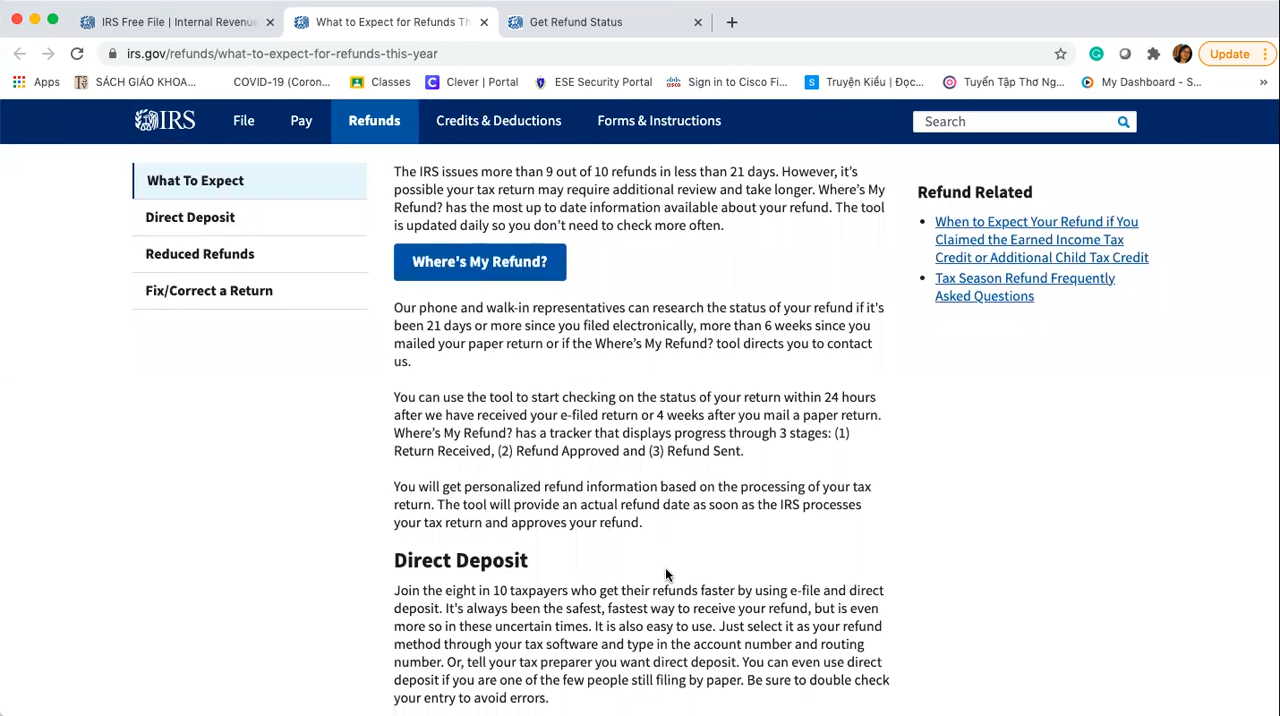 IRS Free File | Internal Revenue
What to Expect for Refunds Th
Get Refund Status
irs.gov/refunds/what-to-expect-for-refunds-this-year
Update
Apps
SÁCH GIÁO KHOA...
COVID-19 (Coron...
Classes
Clever | Portal
ESE Security Portal
Sign in to Cisco Fi...
Truyện Kiều | Đọc...
Tuyển Tập Thơ Ng...
My Dashboard - S...
»
IRS
File
Pay
Refunds
Credits & Deductions
Forms & Instructions
Search
What To Expect
Direct Deposit
Reduced Refunds
Fix/Correct a Return
The IRS issues more than 9 out of 10 refunds in less than 21 days. However, it's
possible your tax return may require additional review and take longer. Where's My
Refund? has the most up to date information available about your refund. The tool
is updated daily so you don't need to check more often.
Where's My Refund?
Our phone and walk-in representatives can research the status of your refund if it's
been 21 days or more since you filed electronically, more than 6 weeks since you
mailed your paper return or if the Where's My Refund? tool directs you to contact
us.
You can use the tool to start checking on the status of your return within 24 hours
after we have received your e-filed return or 4 weeks after you mail a paper return.
Where's My Refund? has a tracker that displays progress through 3 stages: (1)
Return Received, (2) Refund Approved and (3) Refund Sent.
You will get personalized refund information based on the processing of your tax
return. The tool will provide an actual refund date as soon as the IRS processes
your tax return and approves your refund.
Direct Deposit
Join the eight in 10 taxpayers who get their refunds faster by using e-file and direct
deposit. It's always been the safest, fastest way to receive your refund, but is even
more so in these uncertain times. It is also easy to use. Just select it as your refund
method through your tax software and type in the account number and routing
number. Or, tell your tax preparer you want direct deposit. You can even use direct
deposit if you are one of the few people still filing by paper. Be sure to double check
your entry to avoid errors.
Refund Related
When to Expect Your Refund if You
Claimed the Earned Income Tax
Credit or Additional Child Tax Credit
Tax Season Refund Frequently
Asked Questions